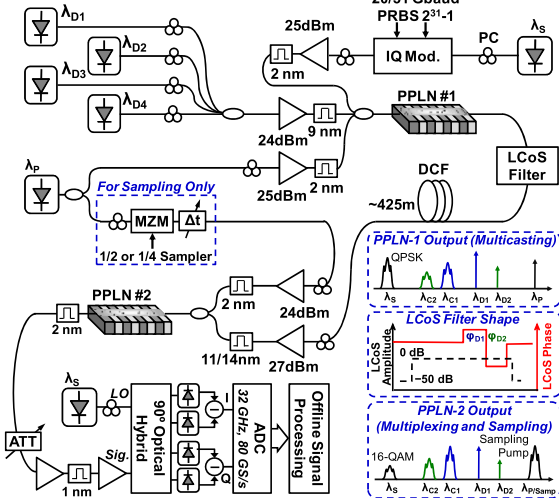 20/31 Gbaud
PRBS 2³¹-1
λD1
λD2
λD3
λD4
25dBm
2 nm
IQ Mod.
PC
λS
24dBm
9 nm
PPLN #1
LCoS
Filter
λP
25dBm
2 nm
DCF
~425m
For Sampling Only
MZM
Δt
1/2 or 1/4 Sampler
PPLN #2
2 nm
2 nm
24dBm
11/14nm
27dBm
λS
LO
ATT
1 nm
Sig.
90º Optical
Hybrid
I
Q
ADC
32 GHz, 80 GS/s
Offline Signal
Processing
PPLN-1 Output (Multicasting)
QPSK
λS λC2 λC1 λD1 λD2 λP
LCoS Filter Shape
LCoS
Amplitude
0 dB
−50 dB
φD1 φD2
LCoS Phase
PPLN-2 Output
(Multiplexing and Sampling)
16-QAM
Sampling
Pump
λS λC2 λC1 λD1 λD2 λP/Samp.